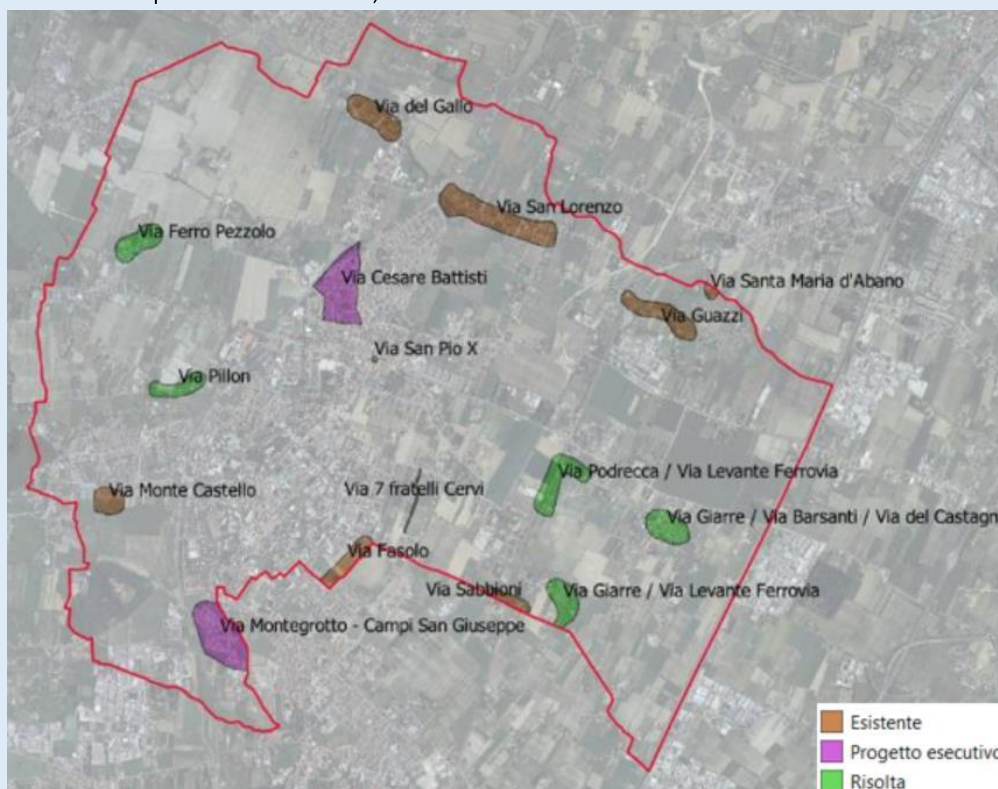 Via del Gallo
Via San Lorenzo
Via Ferro Pezzolo
Via Cesare Battisti
Via Santa Maria d'Abano
Via Guazzi
Via San Pio X
Via Pillon
Via Podrecca / Via Levante Ferrovia
Via Monte Castello
Via 7 fratelli Cervi
Via Giarre / Via Barsanti / Via del Castagn
Via Fasolo
Via Sabbioni
Via Giarre / Via Levante Ferrovia
Via Montegrotto - Campi San Giuseppe
Esistente
Progetto esecutivo
Risolta